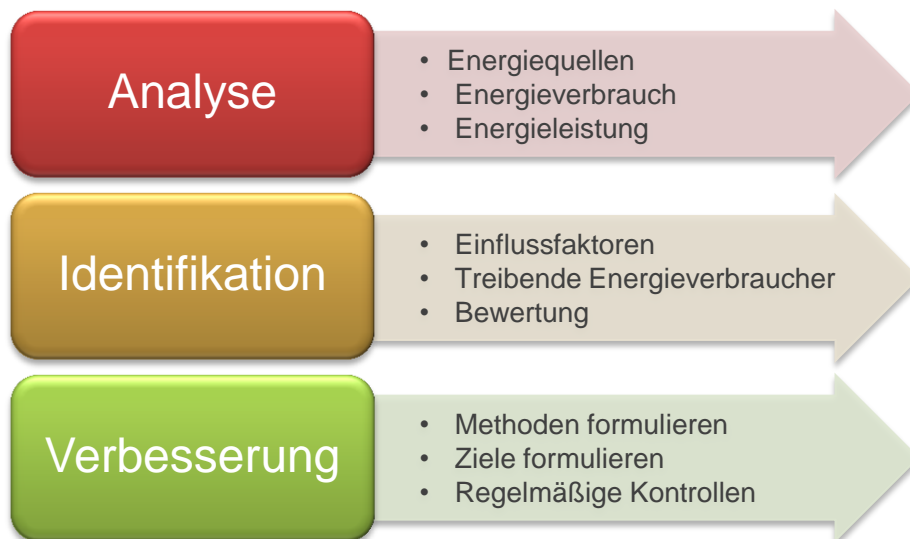 Analyse
• Energiequellen
• Energieverbrauch
• Energieleistung
Identifikation
• Einflussfaktoren
• Treibende Energieverbraucher
• Bewertung
Verbesserung
• Methoden formulieren
• Ziele formulieren
• Regelmäßige Kontrollen